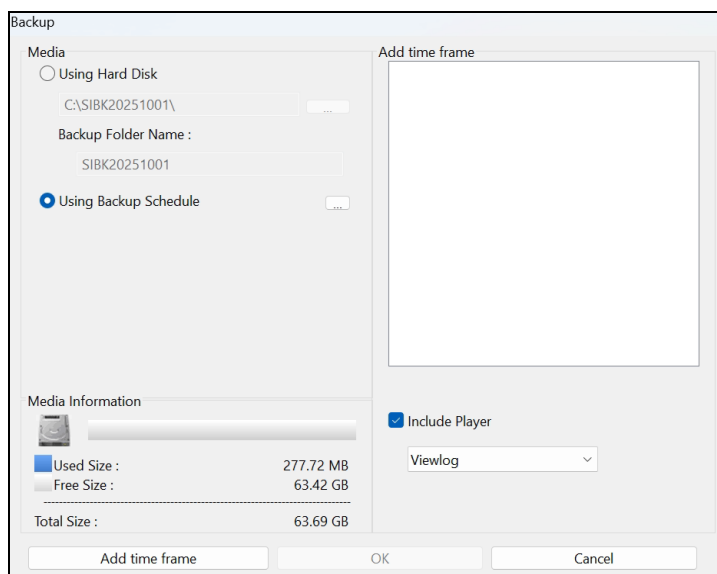 Backup
Media
Using Hard Disk
C:\SIBK20251001\
...
Backup Folder Name :
SIBK20251001
Using Backup Schedule
...
Media Information
Used Size : 277.72 MB
Free Size : 63.42 GB
Total Size : 63.69 GB
Add time frame
Include Player
Viewlog
Add time frame
OK
Cancel